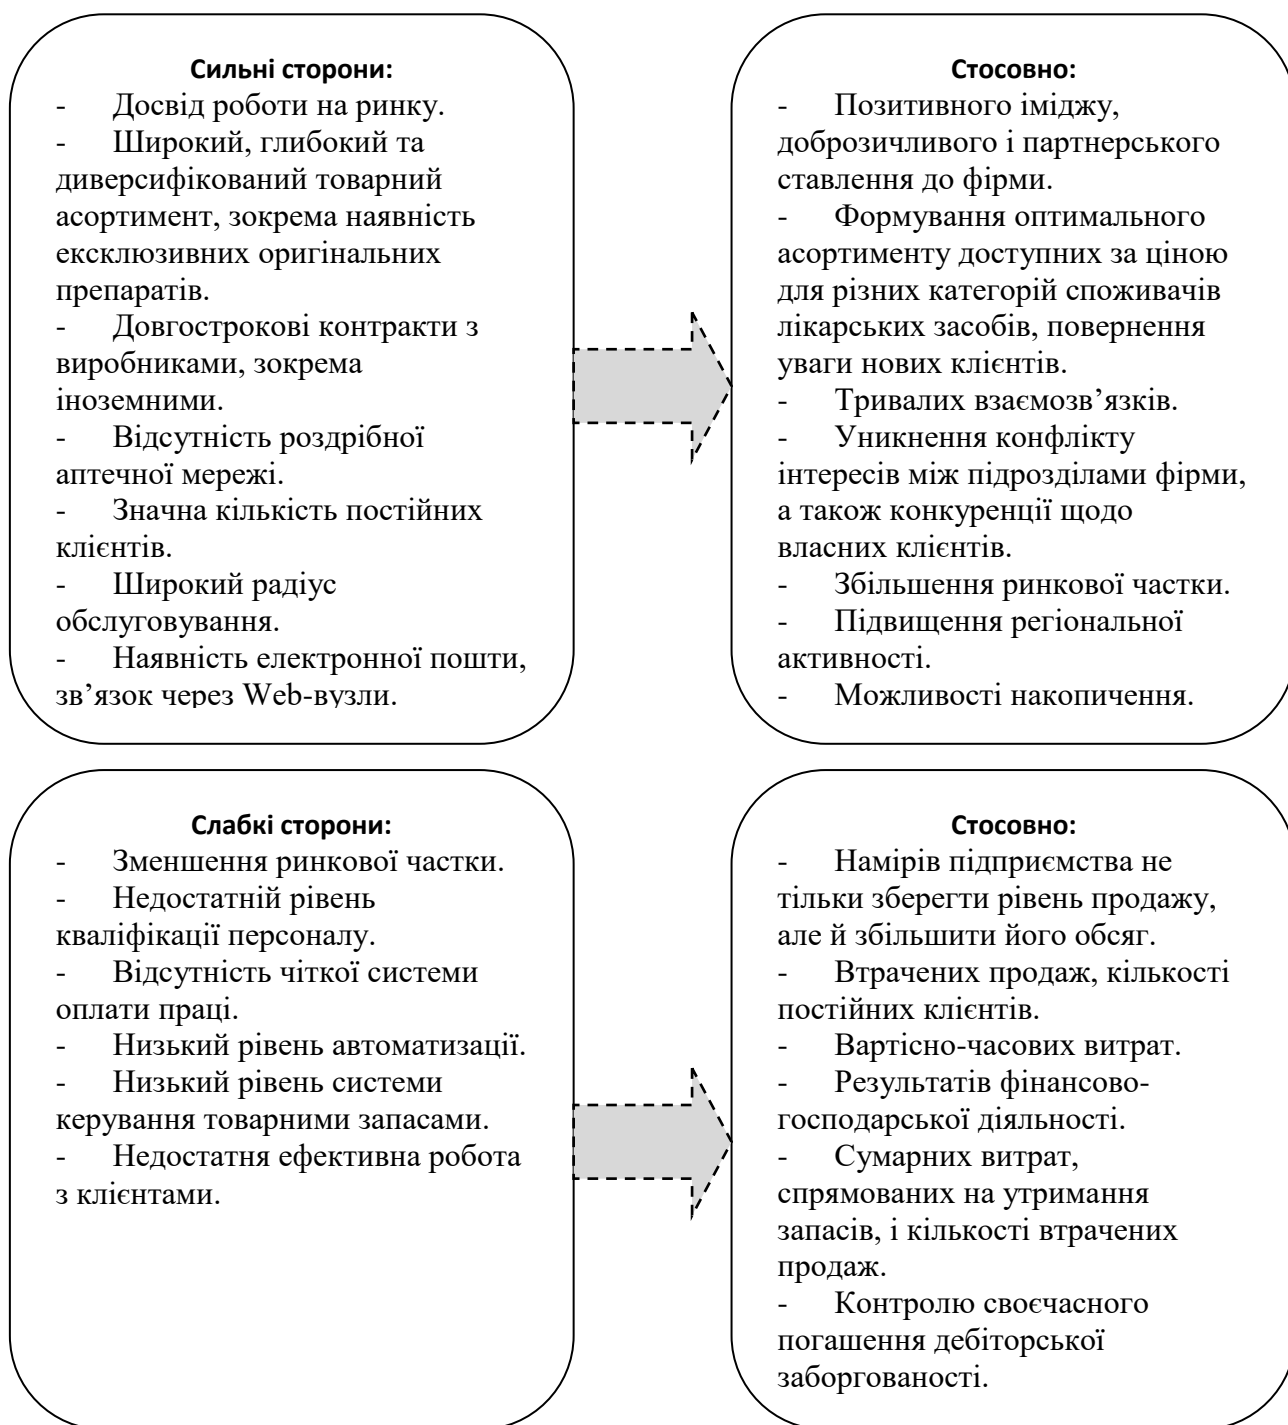 Сильні сторони:
- Досвід роботи на ринку.
- Широкий, глибокий та
диверсифікований товарний
асортимент, зокрема наявність
ексклюзивних оригінальних
препаратів.
- Довгострокові контракти з
виробниками, зокрема
іноземними.
- Відсутність роздрібної
аптечної мережі.
- Значна кількість постійних
клієнтів.
- Широкий радіус
обслуговування.
- Наявність електронної пошти,
зв’язок через Web-вузли.
Стосовно:
- Позитивного іміджу,
доброзичливого і партнерського
ставлення до фірми.
- Формування оптимального
асортименту доступних за ціною
для різних категорій споживачів
лікарських засобів, повернення
уваги нових клієнтів.
- Тривалих взаємозв’язків.
- Уникнення конфлікту
інтересів між підрозділами фірми,
а також конкуренції щодо
власних клієнтів.
- Збільшення ринкової частки.
- Підвищення регіональної
активності.
- Можливості накопичення.
Слабкі сторони:
- Зменшення ринкової частки.
- Недостатній рівень
кваліфікації персоналу.
- Відсутність чіткої системи
оплати праці.
- Низький рівень автоматизації.
- Низький рівень системи
керування товарними запасами.
- Недостатня ефективна робота
з клієнтами.
Стосовно:
- Намірів підприємства не
тільки зберегти рівень продажу,
але й збільшити його обсяг.
- Втрачених продаж, кількості
постійних клієнтів.
- Вартісно-часових витрат.
- Результатів фінансово-
господарської діяльності.
- Сумарних витрат,
спрямованих на утримання
запасів, і кількості втрачених
продаж.
- Контролю своєчасного
погашення дебіторської
заборгованості.